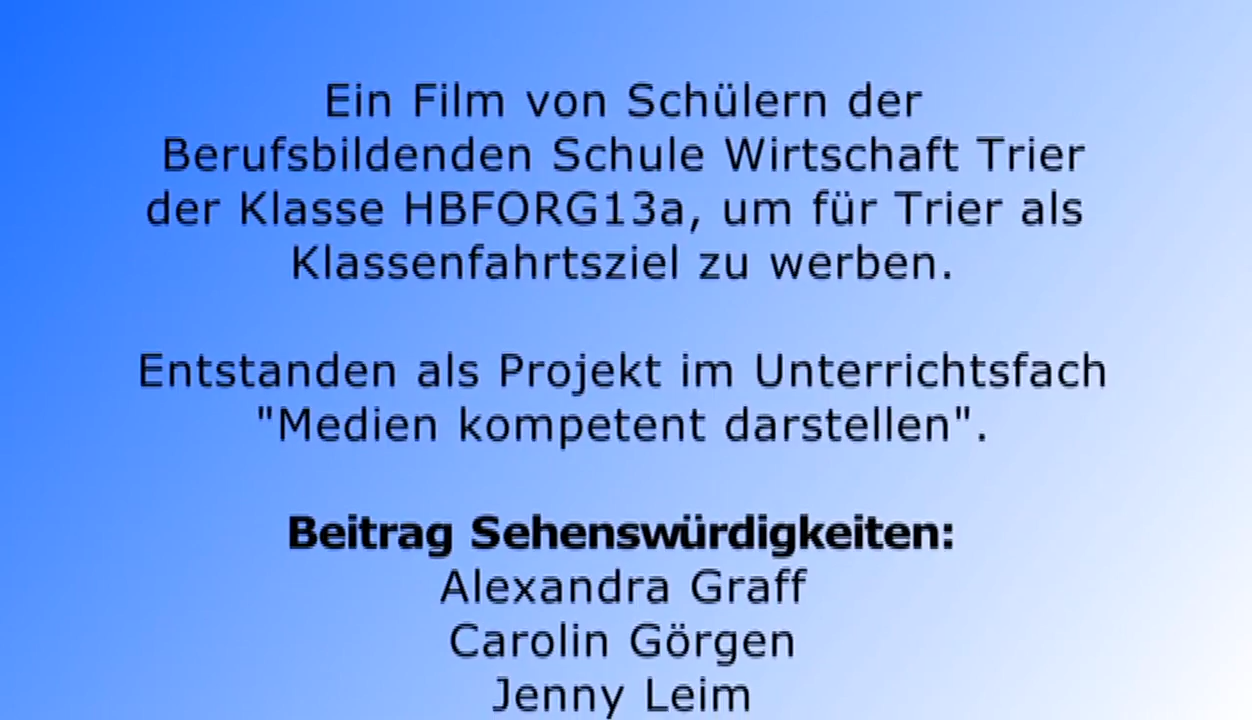 Ein Film von Schülern der
Berufsbildenden Schule Wirtschaft Trier
der Klasse HBFORG13a, um für Trier als
Klassenfahrtsziel zu werben.
Entstanden als Projekt im Unterrichtsfach
"Medien kompetent darstellen".
Beitrag Sehenswürdigkeiten:
Alexandra Graff
Carolin Görgen
Jenny Leim